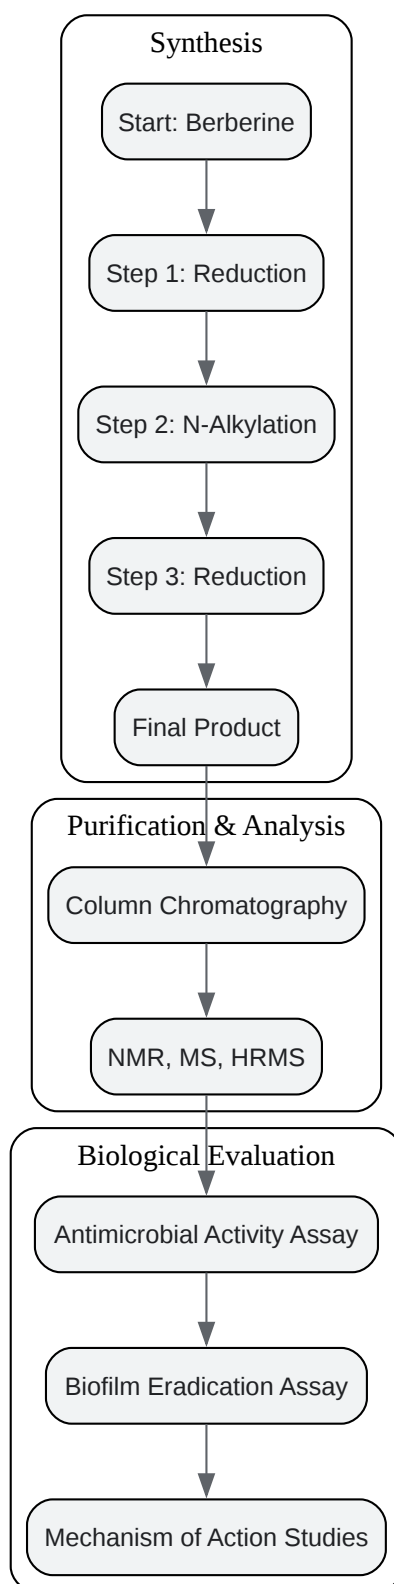 Synthesis
Start: Berberine
Step 1: Reduction
Step 2: N-Alkylation
Step 3: Reduction
Final Product
Purification & Analysis
Column Chromatography
NMR, MS, HRMS
Biological Evaluation
Antimicrobial Activity Assay
Biofilm Eradication Assay
Mechanism of Action Studies